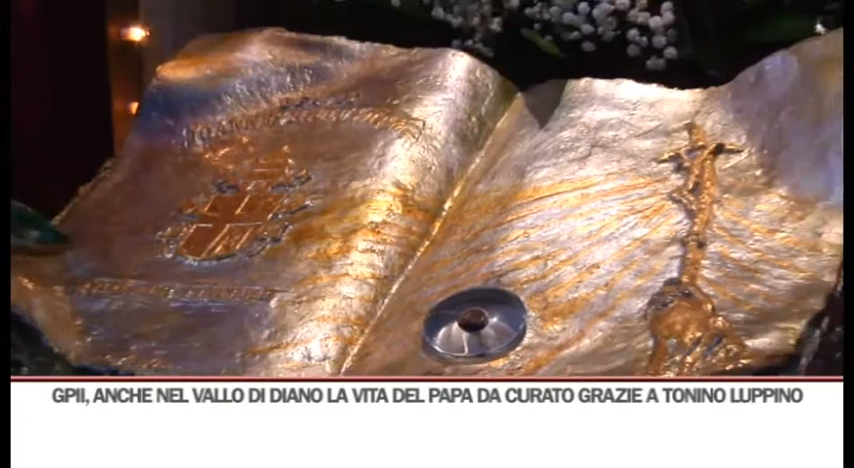 GPII, ANCHE NEL VALLO DI DIANO LA VITA DEL PAPA DA CURATO GRAZIE A TONINO LUPPINO